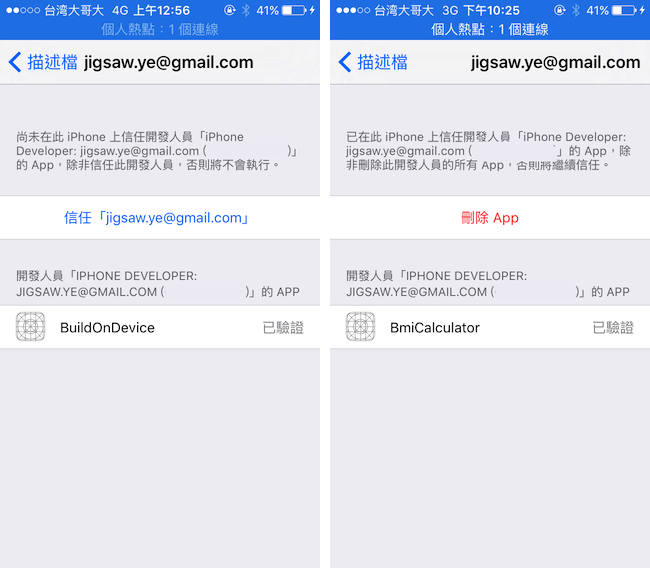 台湾大哥大 4G 上午12:56 41%
個人熱點：1 個連線
描述檔 jigsaw.ye@gmail.com
尚未在此 iPhone 上信任開發人員「iPhone
Developer: jigsaw.ye@gmail.com ( )」
的 App，除非信任此開發人員，否則將不會執行。
信任「jigsaw.ye@gmail.com」
開發人員「IPHONE DEVELOPER:
JIGSAW.YE@GMAIL.COM ( )」的 APP
BuildOnDevice 已驗證
台湾大哥大 3G 下午10:25 41%
個人熱點：1 個連線
描述檔 jigsaw.ye@gmail.com
已在此 iPhone 上信任開發人員「iPhone Developer:
jigsaw.ye@gmail.com ( 」的 App，除
非刪除此開發人員的所有 App，否則將繼續信任。
刪除 App
開發人員「IPHONE DEVELOPER:
JIGSAW.YE@GMAIL.COM ( )」的 APP
BmiCalculator 已驗證